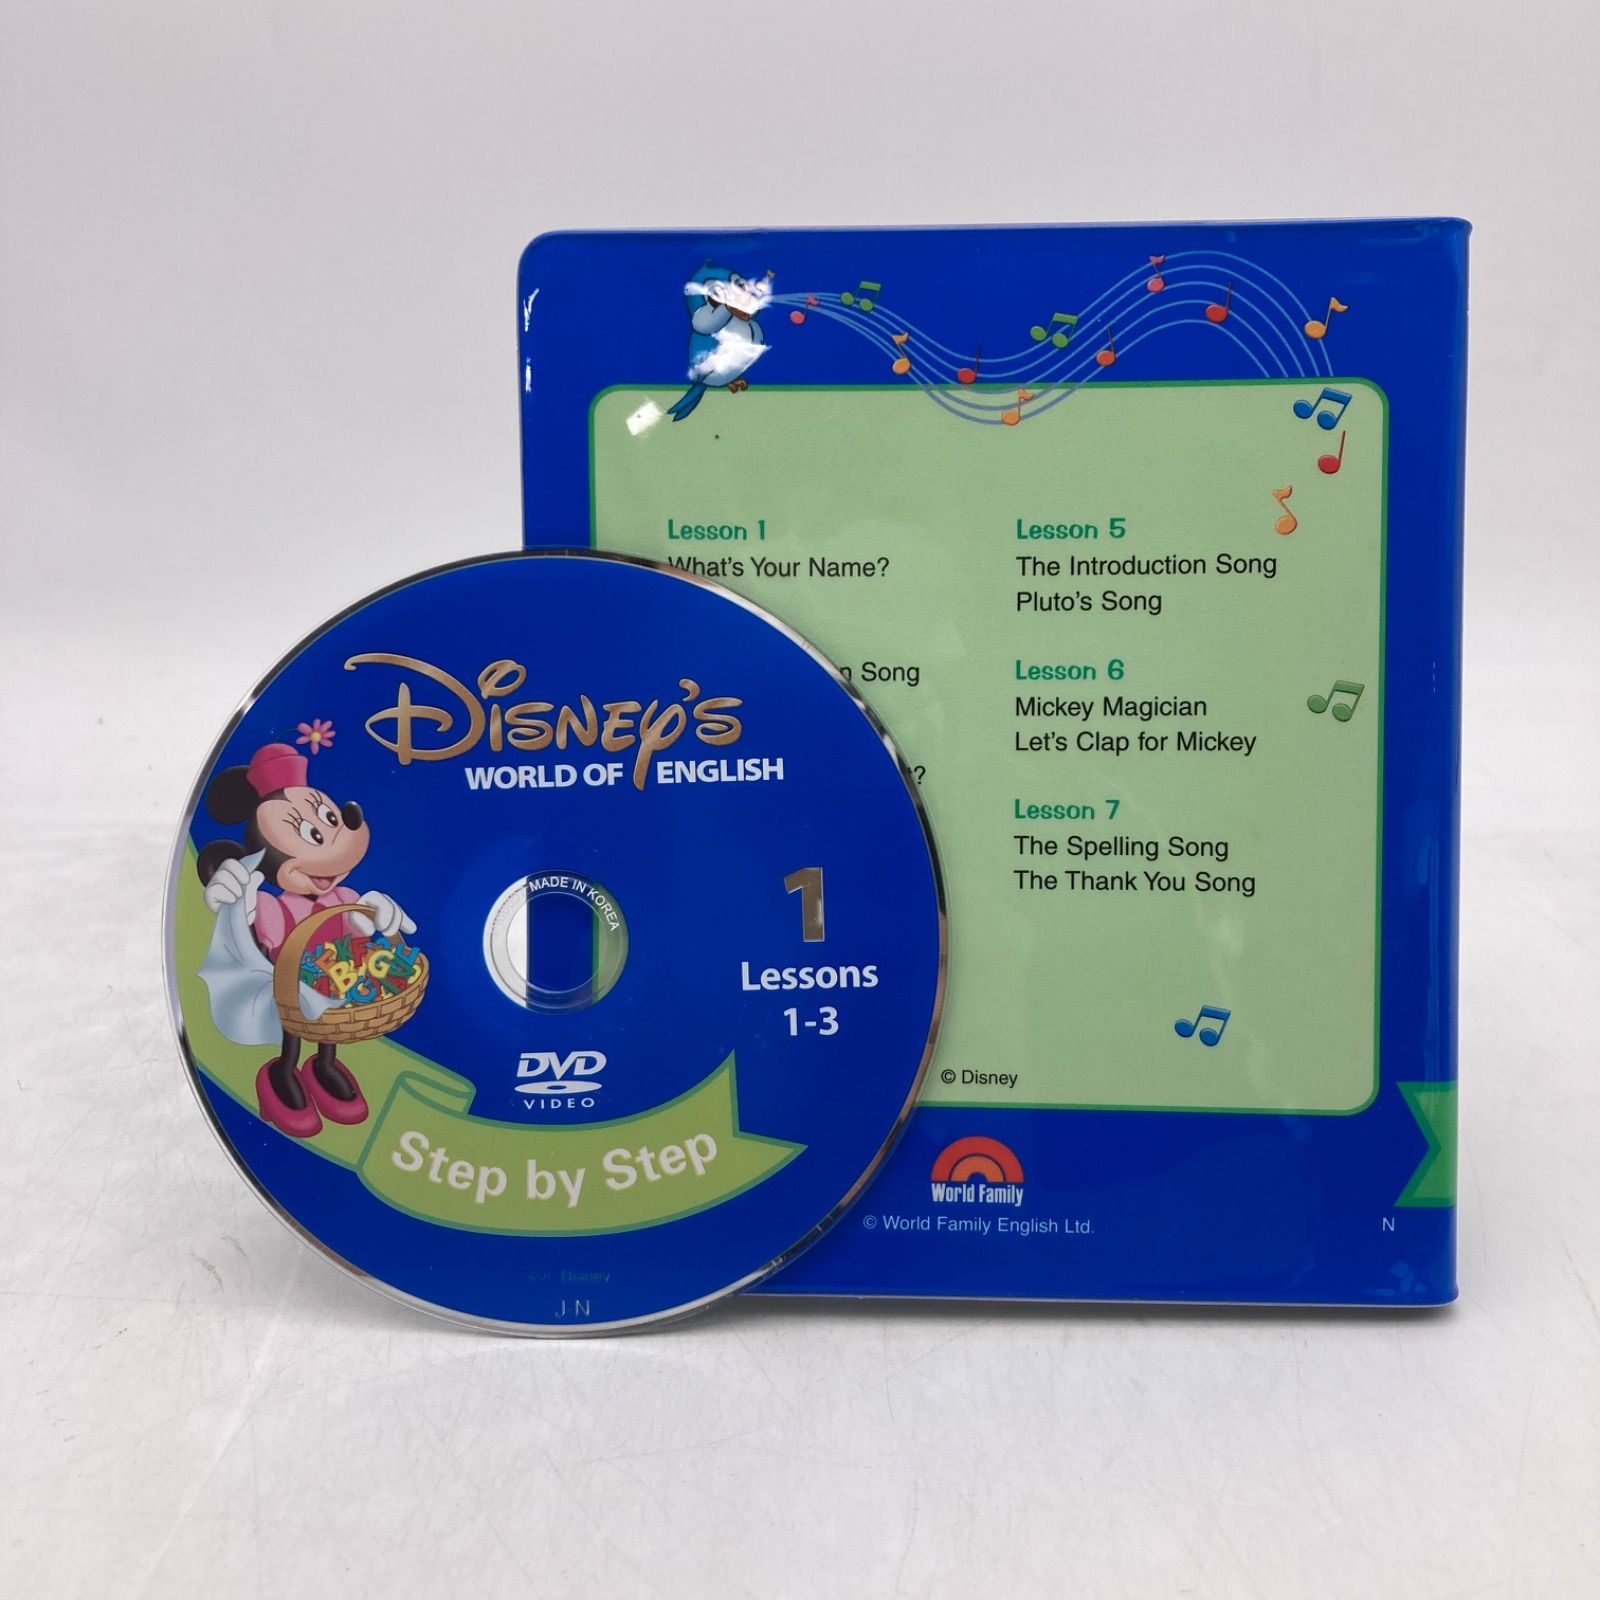 Lesson 1
What's Your Name?
Song
Lesson 5
The Introduction Song
Pluto's Song
Lesson 6
Mickey Magician
Let's Clap for Mickey
Lesson 7
The Spelling Song
The Thank You Song
© Disney
World Family
© World Family English Ltd.
N
DISNEY'S
WORLD OF ENGLISH
MADE IN KOREA
1
Lessons
1-3
DVD
VIDEO
Step by Step
Disney
J-N